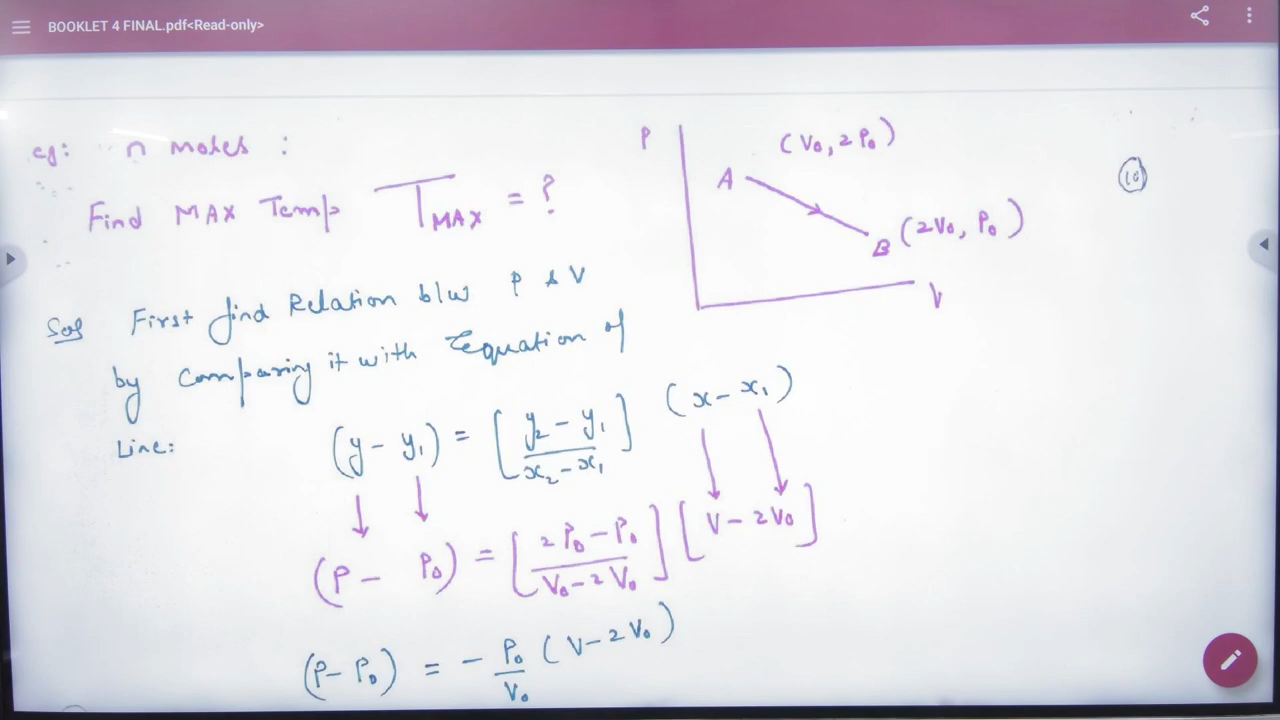 BOOKLET 4 FINAL.pdf<Read-only>
eg: n moles :
Find MAX Temp T_MAX = ?
P
(V₀, 2P₀)
A
B (2V₀, P₀)
V
(10)
Sol First find Relation b/w P & V
by comparing it with Equation of
Line:
(y - y₁) = [(y₂ - y₁)/(x₂ - x₁)] (x - x₁)
(P - P₀) = [(2P₀ - P₀)/(V₀ - 2V₀)] [V - 2V₀]
(P - P₀) = - P₀/V₀ (V - 2V₀)